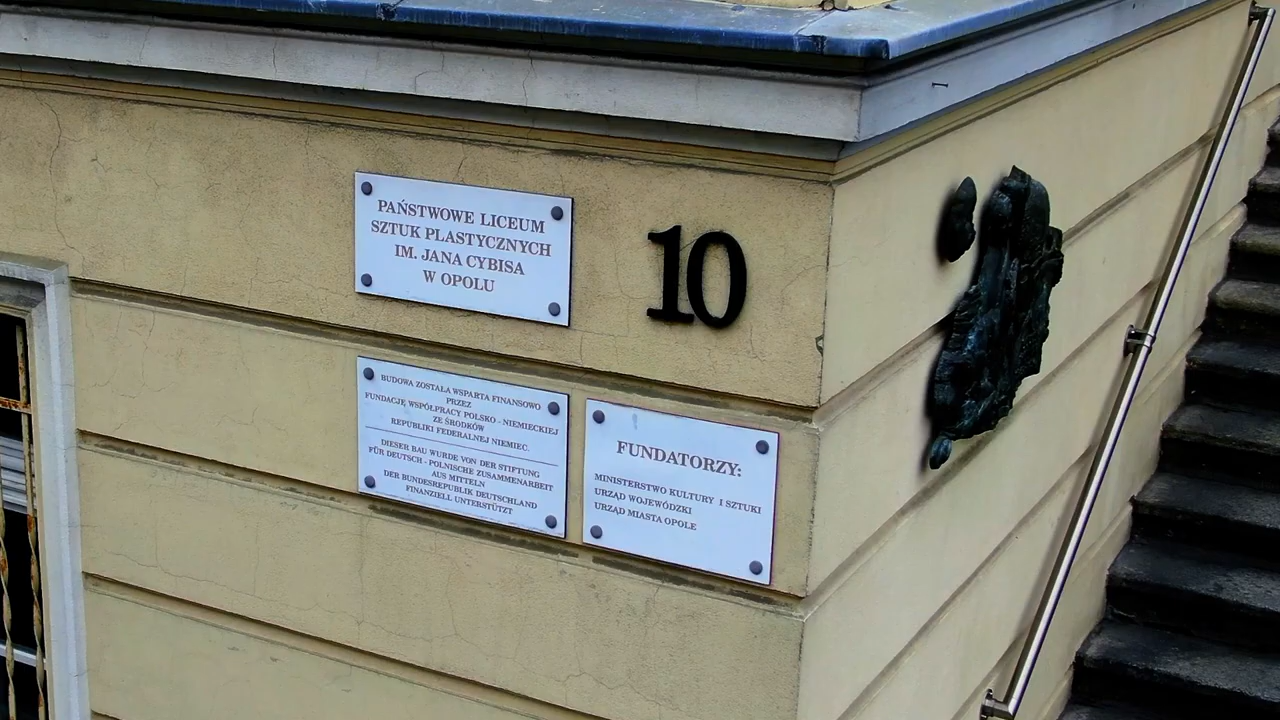 PAŃSTWOWE LICEUM
SZTUK PLASTYCZNYCH
IM. JANA CYBISA
W OPOLU
10
BUDOWA ZOSTAŁA WSPARTA FINANSOWO
PRZEZ
FUNDACJĘ WSPÓŁPRACY POLSKO - NIEMIECKIEJ
ZE ŚRODKÓW
REPUBLIKI FEDERALNEJ NIEMIEC.
DIESER BAU WURDE VON DER STIFTUNG
FÜR DEUTSCH - POLNISCHE ZUSAMMENARBEIT
AUS MITTELN
DER BUNDESREPUBLIK DEUTSCHLAND
FINANZIELL UNTERSTÜTZT
FUNDATORZY:
MINISTERSTWO KULTURY I SZTUKI
URZĄD WOJEWÓDZKI
URZĄD MIASTA OPOLE